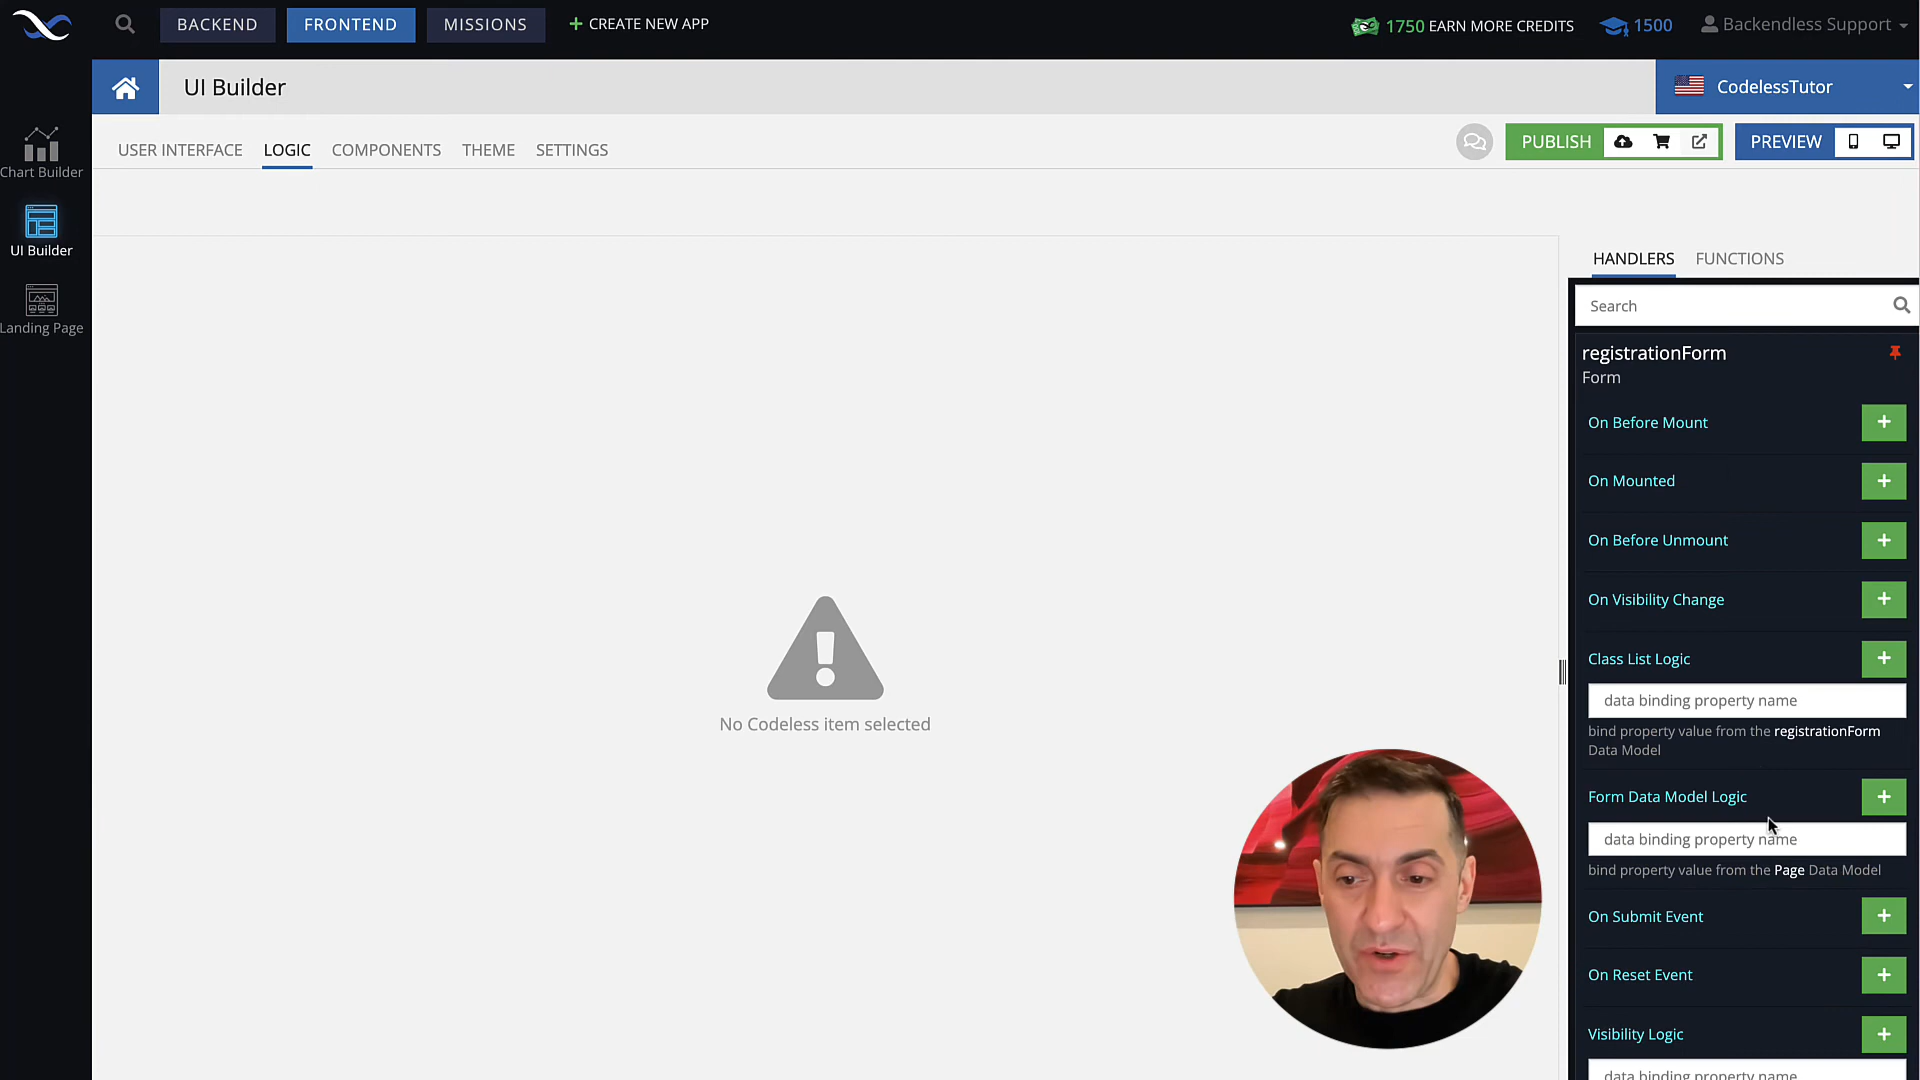 BACKEND
FRONTEND
MISSIONS
+ CREATE NEW APP
1750 EARN MORE CREDITS
1500
Backendless Support
UI Builder
CodelessTutor
Chart Builder
UI Builder
Landing Page
USER INTERFACE
LOGIC
COMPONENTS
THEME
SETTINGS
PUBLISH
PREVIEW
No Codeless item selected
HANDLERS
FUNCTIONS
Search
registrationForm
Form
On Before Mount
On Mounted
On Before Unmount
On Visibility Change
Class List Logic
data binding property name
bind property value from the registrationForm
Data Model
Form Data Model Logic
data binding property name
bind property value from the Page Data Model
On Submit Event
On Reset Event
Visibility Logic
data binding property name